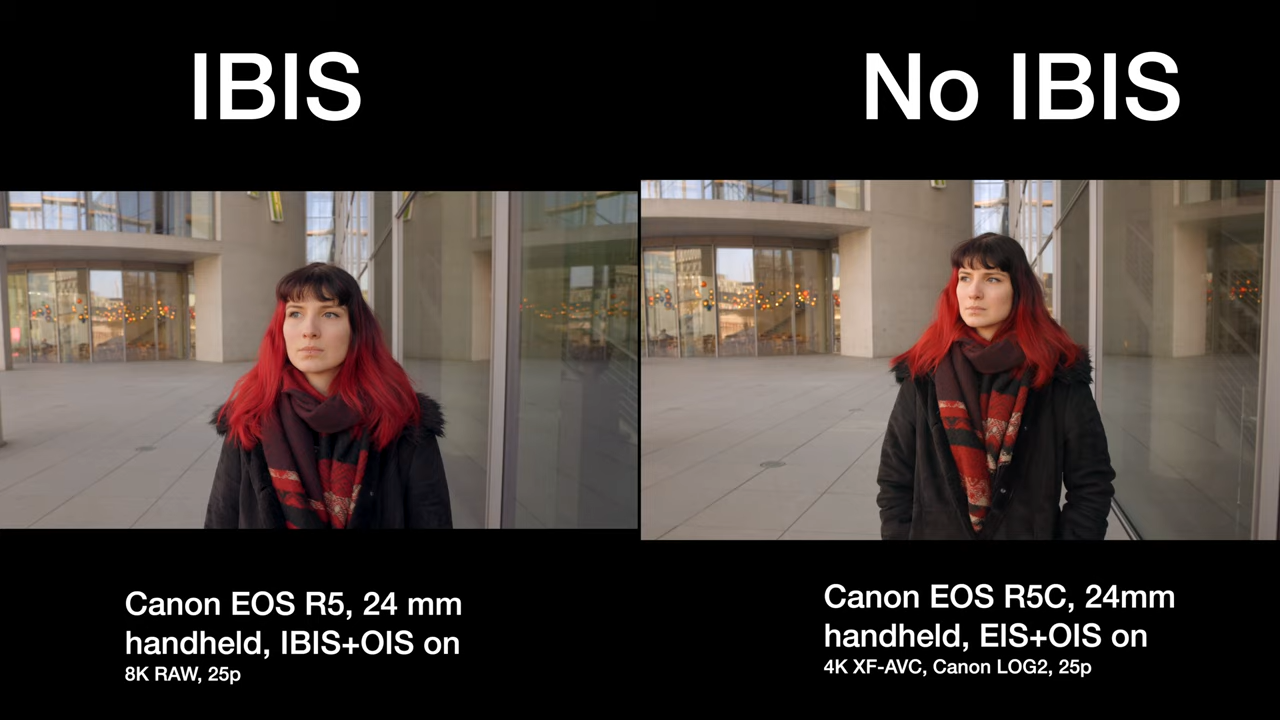 IBIS
No IBIS
Canon EOS R5, 24 mm
handheld, IBIS+OIS on
8K RAW, 25p
Canon EOS R5C, 24mm
handheld, EIS+OIS on
4K XF-AVC, Canon LOG2, 25p